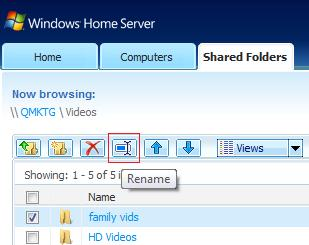 Windows Home Server
Home
Computers
Shared Folders
Now browsing:
\\ QMKTG \ Videos
Views
Showing: 1 - 5 of 5 i
Rename
Name
family vids
HD Videos